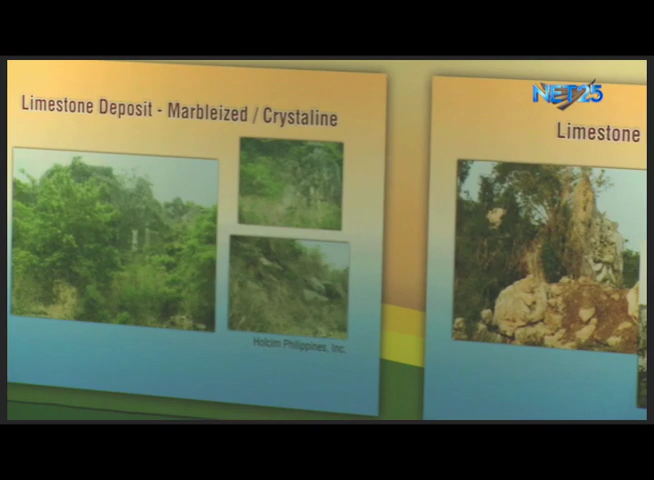 NET25
Limestone Deposit - Marbleized / Crystaline
Limestone
Holcim Philippines, Inc.